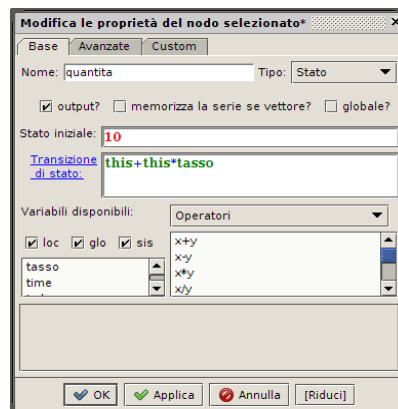 Modifica le proprietà del nodo selezionato*
Base Avanzate Custom
Nome: quantita Tipo: Stato
output? memorizza la serie se vettore? globale?
Stato iniziale: 10
Transizione di stato: this+this*tasso
Variabili disponibili: Operatori
loc glo sis
x+y
x-y
x*y
x/y
tasso
time
OK Applica Annulla [Riduci]